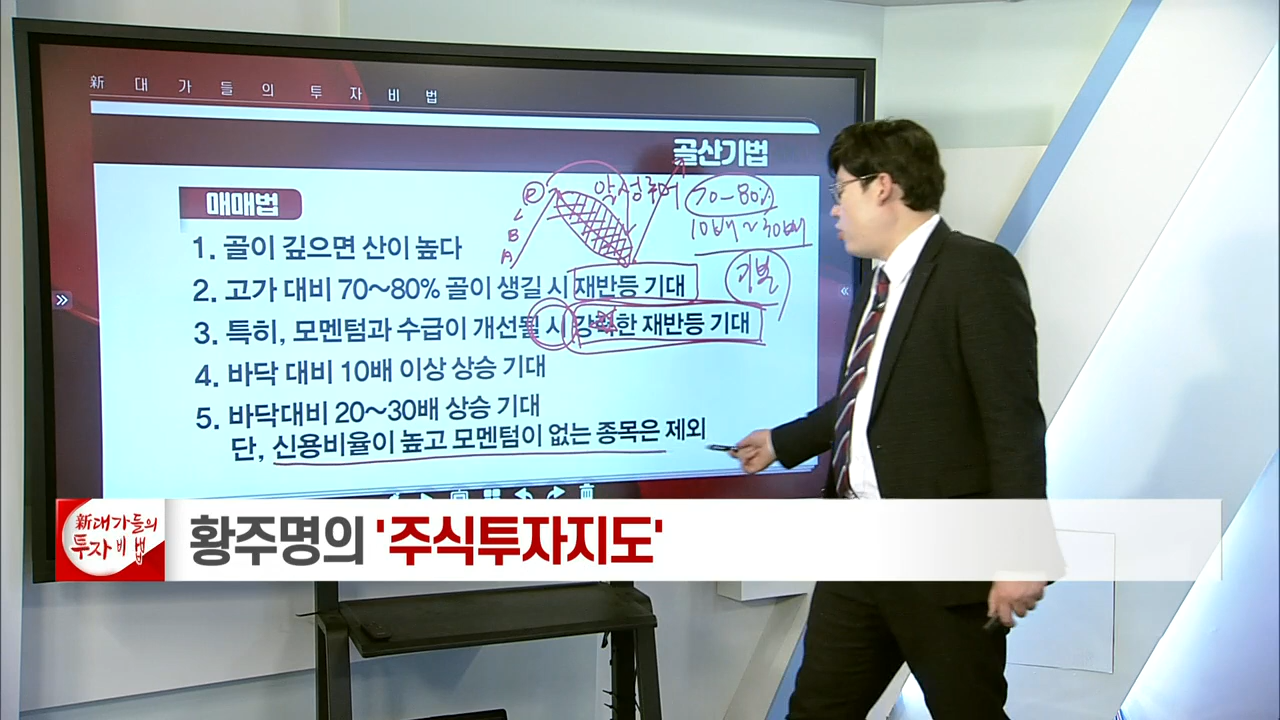 新 대 가 들 의 투 자 비 법
골산기법
매매법
70~80%
10배~30배
A
B
1. 골이 깊으면 산이 높다
2. 고가 대비 70~80% 골이 생길 시 재반등 기대
3. 특히, 모멘텀과 수급이 개선될 시 강력한 재반등 기대
4. 바닥 대비 10배 이상 상승 기대
5. 바닥대비 20~30배 상승 기대
단, 신용비율이 높고 모멘텀이 없는 종목은 제외
新대가들의
투자비법
황주명의 '주식투자지도'